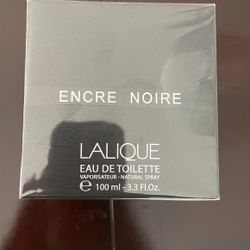 ENCRE NOIRE
LALIQUE
EAU DE TOILETTE
VAPORISATEUR - NATURAL SPRAY
℮ 100 ml - 3.3 Fl.Oz.